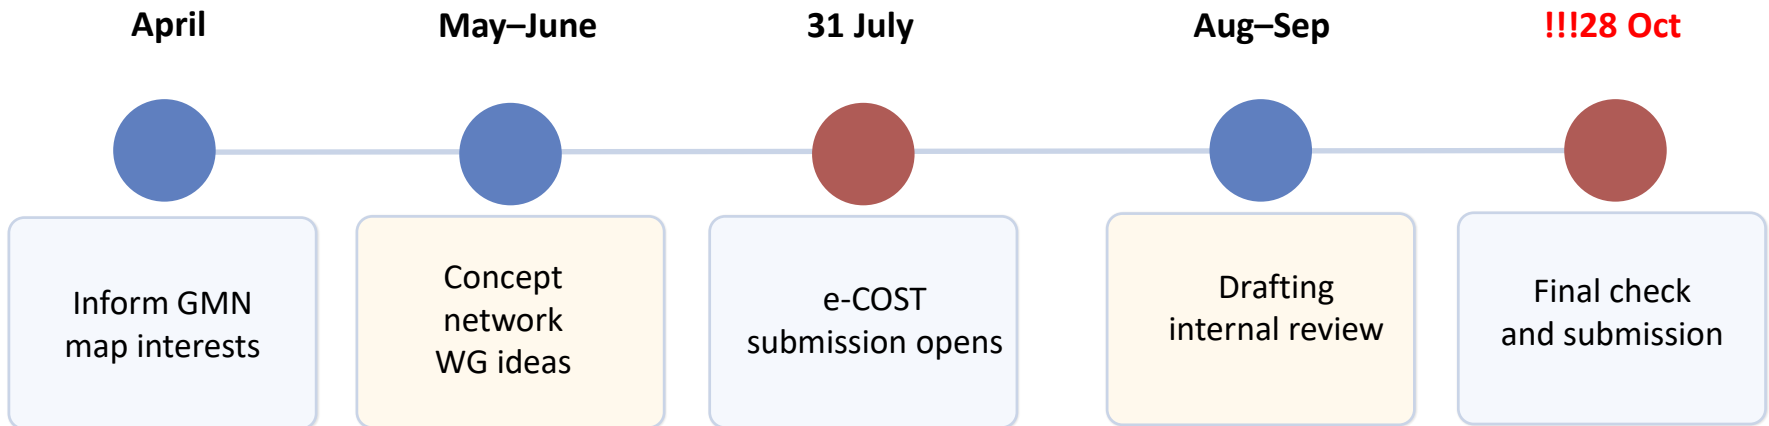 April
Inform GMN
map interests
May–June
Concept
network
WG ideas
31 July
e-COST
submission opens
Aug–Sep
Drafting
internal review
!!!28 Oct
Final check
and submission